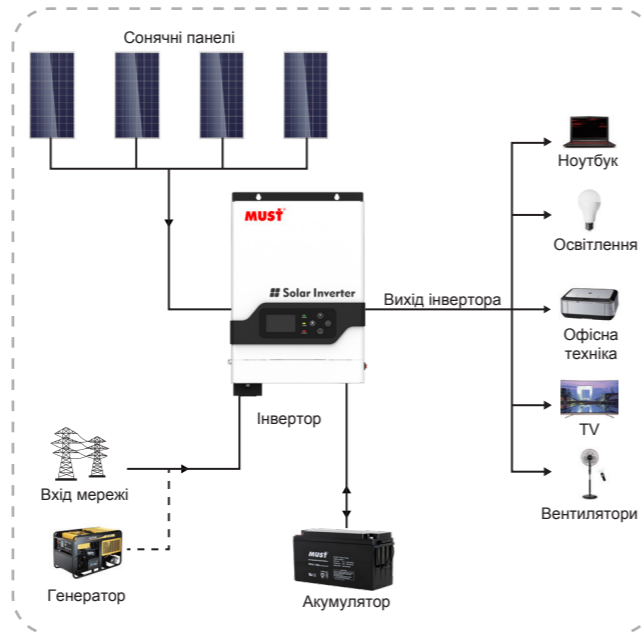 Сонячні панелі
MUST
Solar Inverter
Вихід інвертора
Ноутбук
Освітлення
Офісна
техніка
TV
Вентилятори
Інвертор
Вхід мережі
Генератор
MUST
Акумулятор